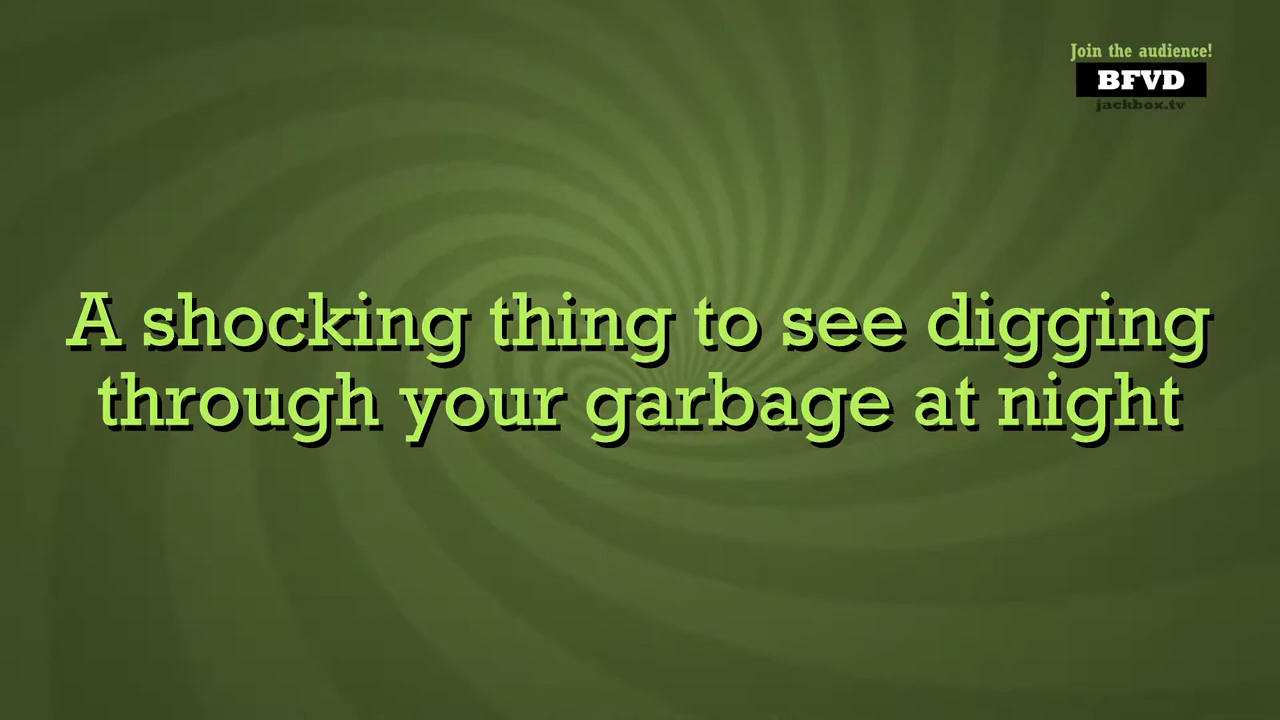 Join the audience!
BFVD
jackbox.tv
A shocking thing to see digging
through your garbage at night